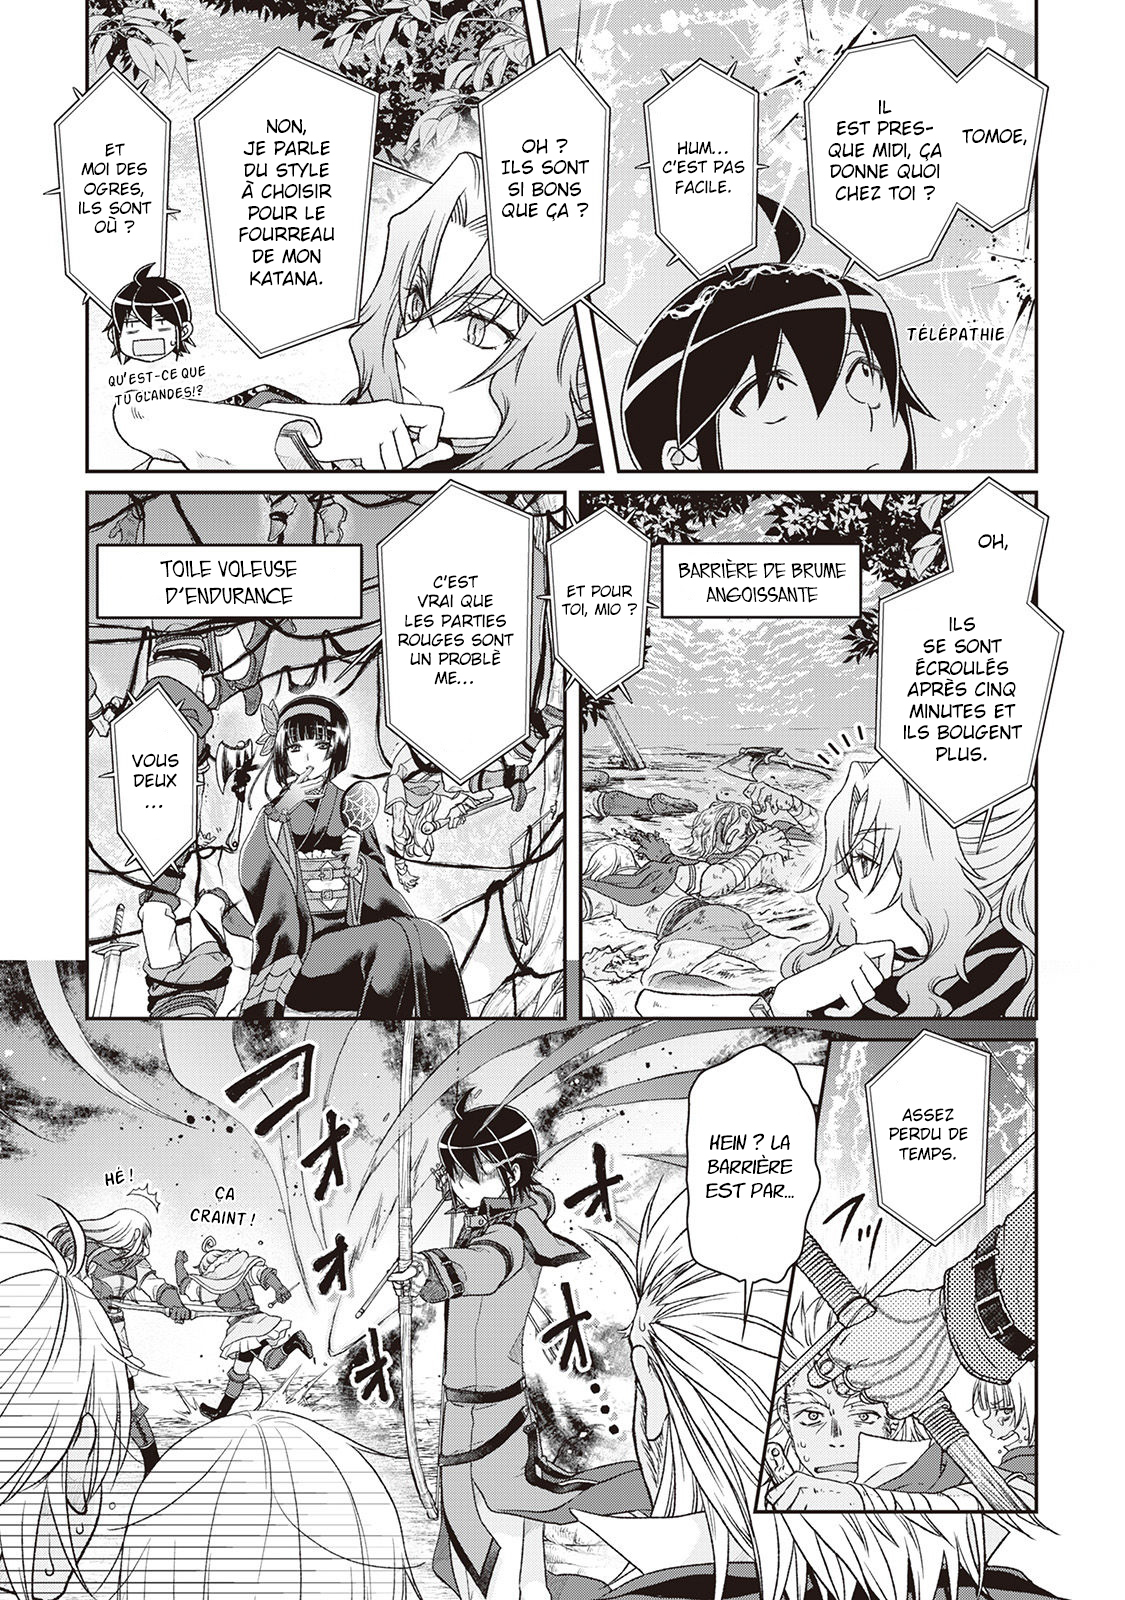 TOMOE,
IL
EST PRES-
QUE MIDI, ÇA
DONNE QUOI
CHEZ TOI ?
TÉLÉPATHIE
HUM...
C'EST PAS
FACILE.
OH ?
ILS SONT
SI BONS
QUE ÇA ?
NON,
JE PARLE
DU STYLE
À CHOISIR
POUR LE
FOURREAU
DE MON
KATANA.
ET
MOI DES
OGRES,
ILS SONT
OÙ ?
QU'EST-CE QUE
TU GLANDES!?
OH,
ILS
SE SONT
ÉCROULÉS
APRÈS CINQ
MINUTES ET
ILS BOUGENT
PLUS.
BARRIÈRE DE BRUME
ANGOISSANTE
ET POUR
TOI, MIO ?
C'EST
VRAI QUE
LES PARTIES
ROUGES SONT
UN PROBLÈ
ME...
TOILE VOLEUSE
D'ENDURANCE
VOUS
DEUX
...
ASSEZ
PERDU DE
TEMPS.
ブッ
HEIN ? LA
BARRIÈRE
EST PAR...
ゴオオオ
オオ
ÇA
CRAINT !
HÉ !